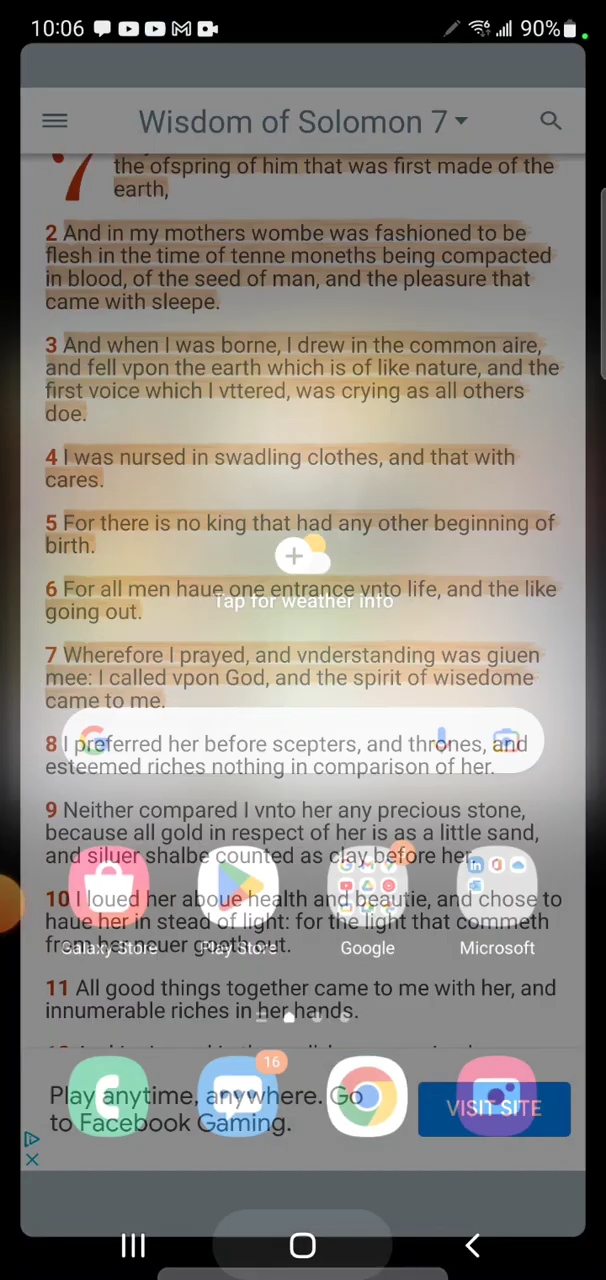 10:06
90%
Wisdom of Solomon 7
7
the ofspring of him that was first made of the
earth,
2 And in my mothers wombe was fashioned to be
flesh in the time of tenne moneths being compacted
in blood, of the seed of man, and the pleasure that
came with sleepe.
3 And when I was borne, I drew in the common aire,
and fell vpon the earth which is of like nature, and the
first voice which I vttered, was crying as all others
doe.
4 I was nursed in swadling clothes, and that with
cares.
5 For there is no king that had any other beginning of
birth.
6 For all men haue one entrance vnto life, and the like
going out.
Tap for weather info
7 Wherefore I prayed, and vnderstanding was giuen
mee: I called vpon God, and the spirit of wisedome
came to me.
8 I preferred her before scepters, and thrones, and
esteemed riches nothing in comparison of her.
9 Neither compared I vnto her any precious stone,
because all gold in respect of her is as a little sand,
and siluer shalbe counted as clay before her.
10 I loued her aboue health and beautie, and chose to
haue her in stead of light: for the light that commeth
from her neuer goeth out.
Galaxy Store Play Store Google Microsoft
11 All good things together came to me with her, and
innumerable riches in her hands.
16
Play anytime, anywhere. Go
to Facebook Gaming.
VISIT SITE